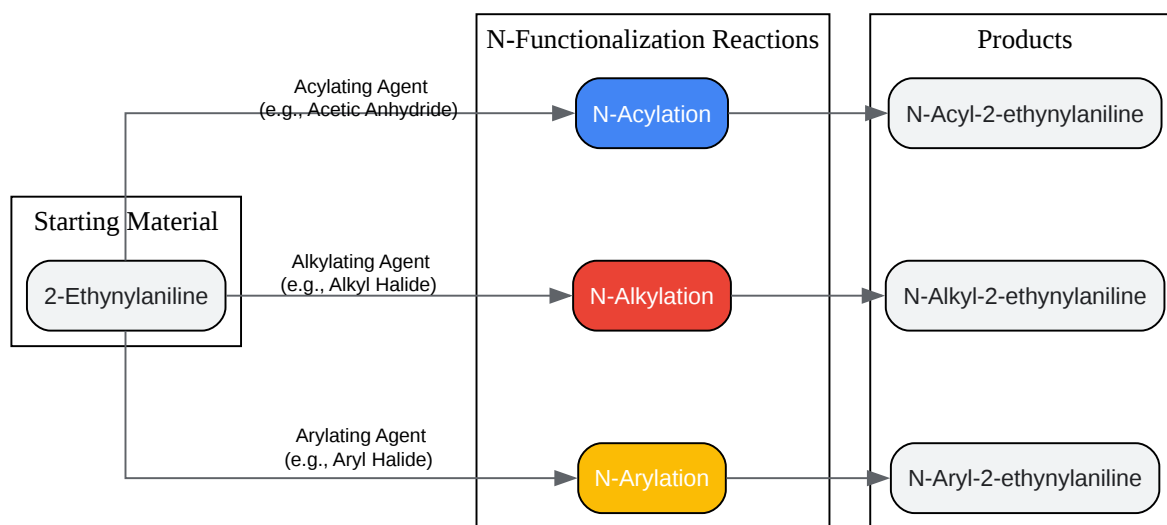 N-Functionalization Reactions
Products
Acylating Agent
(e.g., Acetic Anhydride)
N-Acylation
N-Acyl-2-ethynylaniline
Starting Material
2-Ethynylaniline
Alkylating Agent
(e.g., Alkyl Halide)
N-Alkylation
N-Alkyl-2-ethynylaniline
Arylating Agent
(e.g., Aryl Halide)
N-Arylation
N-Aryl-2-ethynylaniline